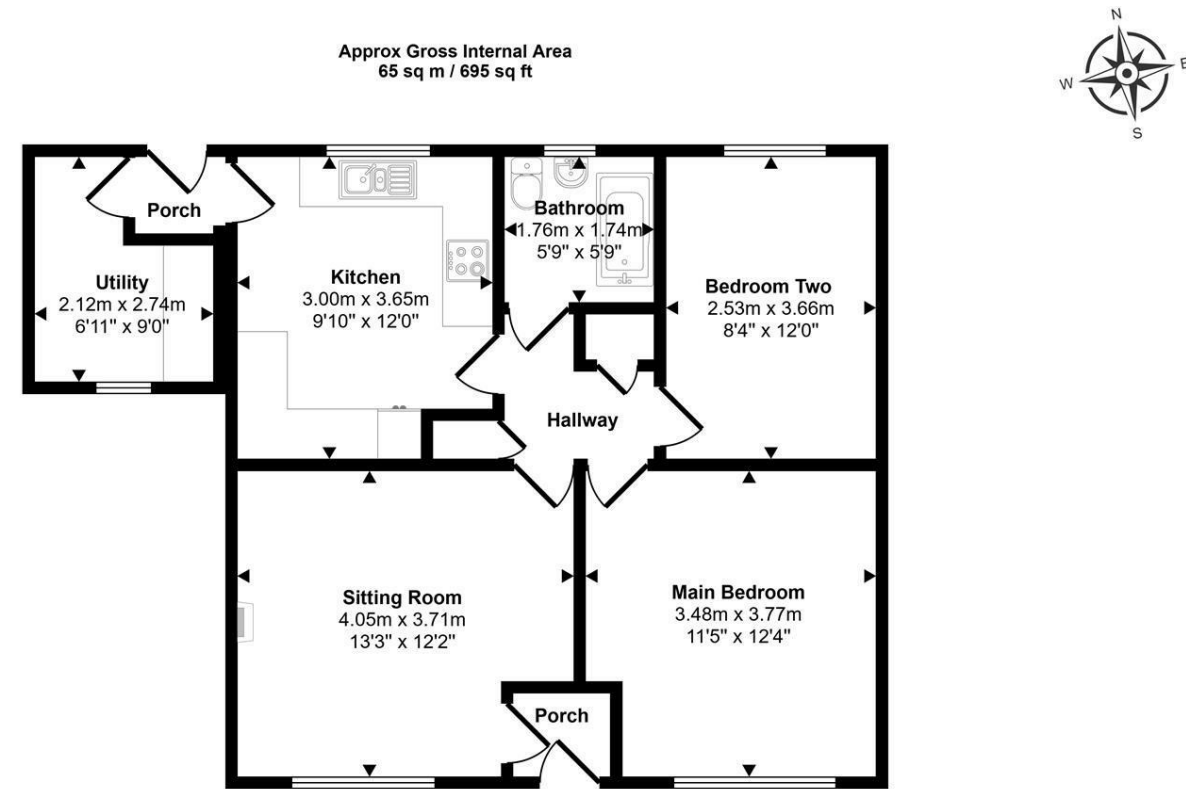 Approx Gross Internal Area
65 sq m / 695 sq ft
N
W
E
S
Porch
Utility
2.12m x 2.74m
6'11" x 9'0"
Kitchen
3.00m x 3.65m
9'10" x 12'0"
Bathroom
1.76m x 1.74m
5'9" x 5'9"
Bedroom Two
2.53m x 3.66m
8'4" x 12'0"
Hallway
Sitting Room
4.05m x 3.71m
13'3" x 12'2"
Main Bedroom
3.48m x 3.77m
11'5" x 12'4"
Porch